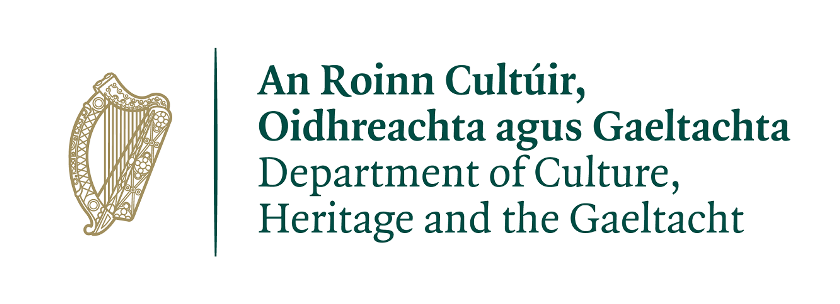 An Roinn Cultúir,
Oidhreachta agus Gaeltachta
Department of Culture,
Heritage and the Gaeltacht